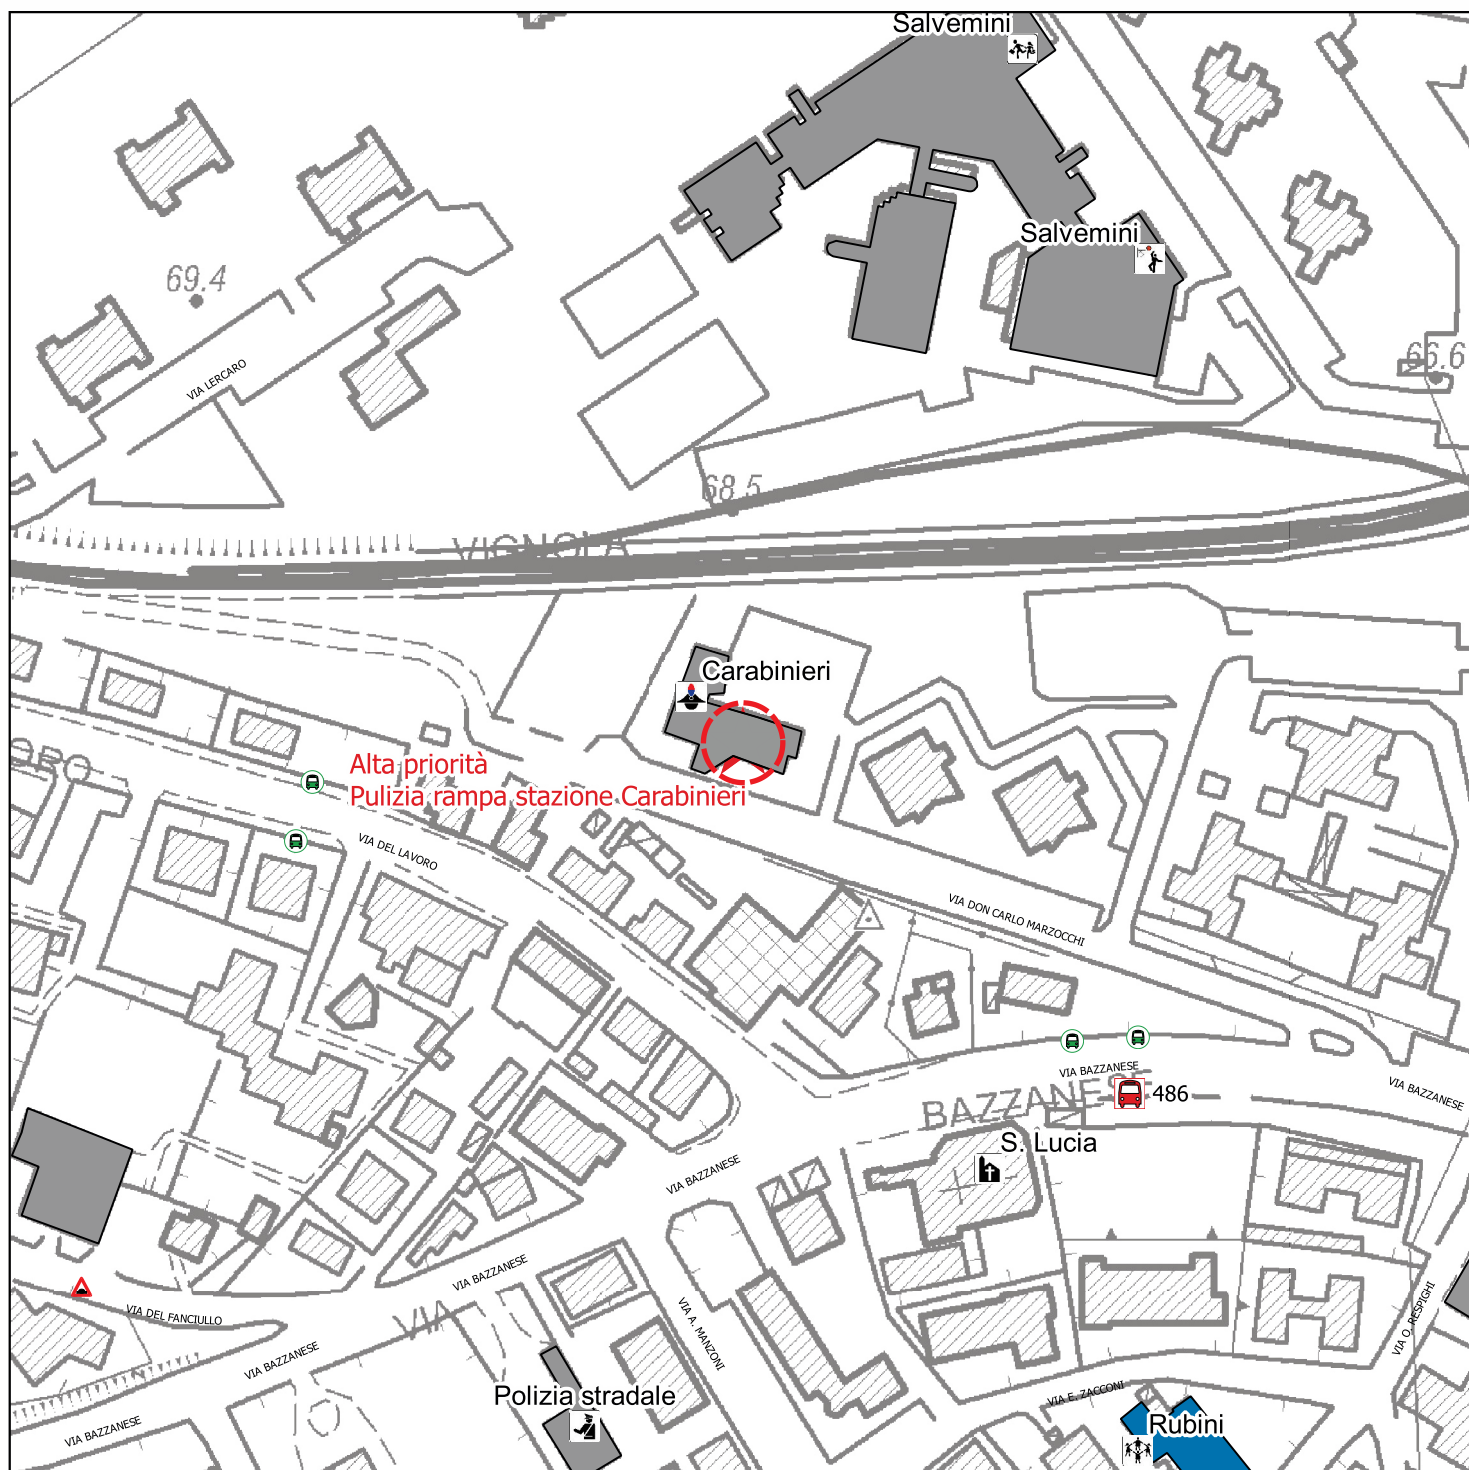 Salvemini
Salvemini
69.4
66.6
VIA LERCARO
68.5
VIGNOLA
Carabinieri
Alta priorità
Pulizia rampa stazione Carabinieri
VIA DEL LAVORO
VIA DON CARLO MARZOCCHI
VIA BAZZANESE
VIA BAZZANESE
BAZZANESE
486
S. Lucia
VIA BAZZANESE
VIA BAZZANESE
VIA DEL FANCIULLO
VIA
VIA A. MANZONI
VIA O. RESPIGHI
VIA BAZZANESE
VIA E. ZACCONI
Polizia stradale
Rubini
VIA BAZZANESE